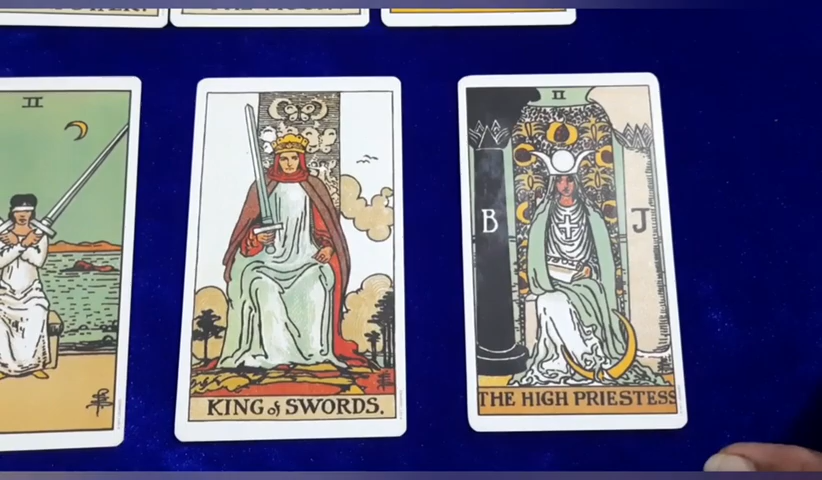 II
KING of SWORDS.
II
B
J
THE HIGH PRIESTESS